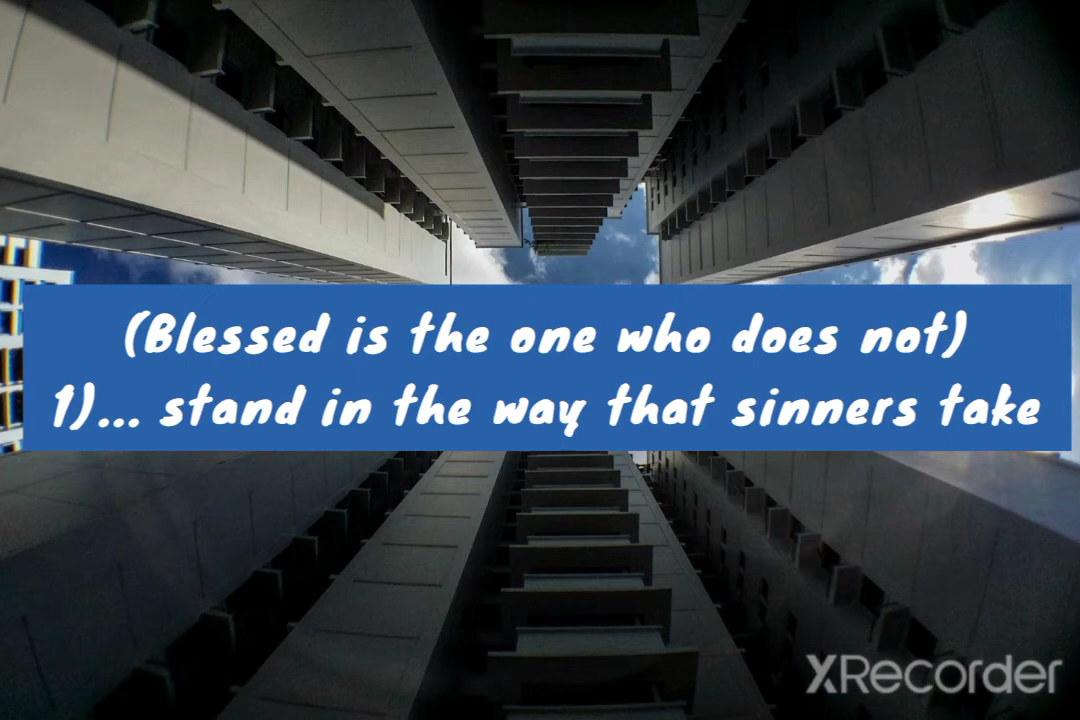 (Blessed is the one who does not)
1)... stand in the way that sinners take
XRecorder